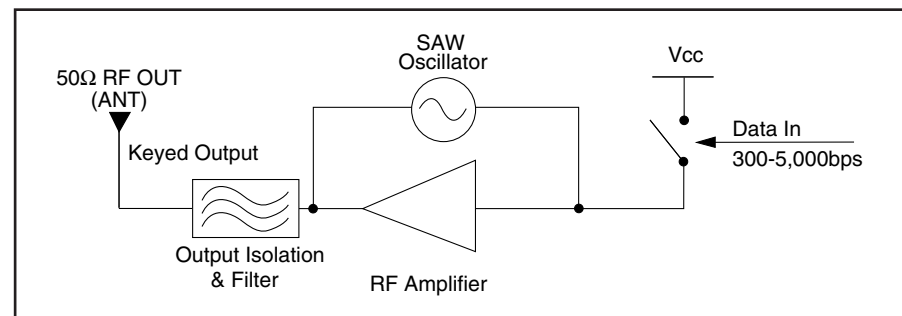 SAW
Oscillator
Vcc
50Ω RF OUT
(ANT)
Data In
300-5,000bps
Keyed Output
Output Isolation
& Filter
RF Amplifier